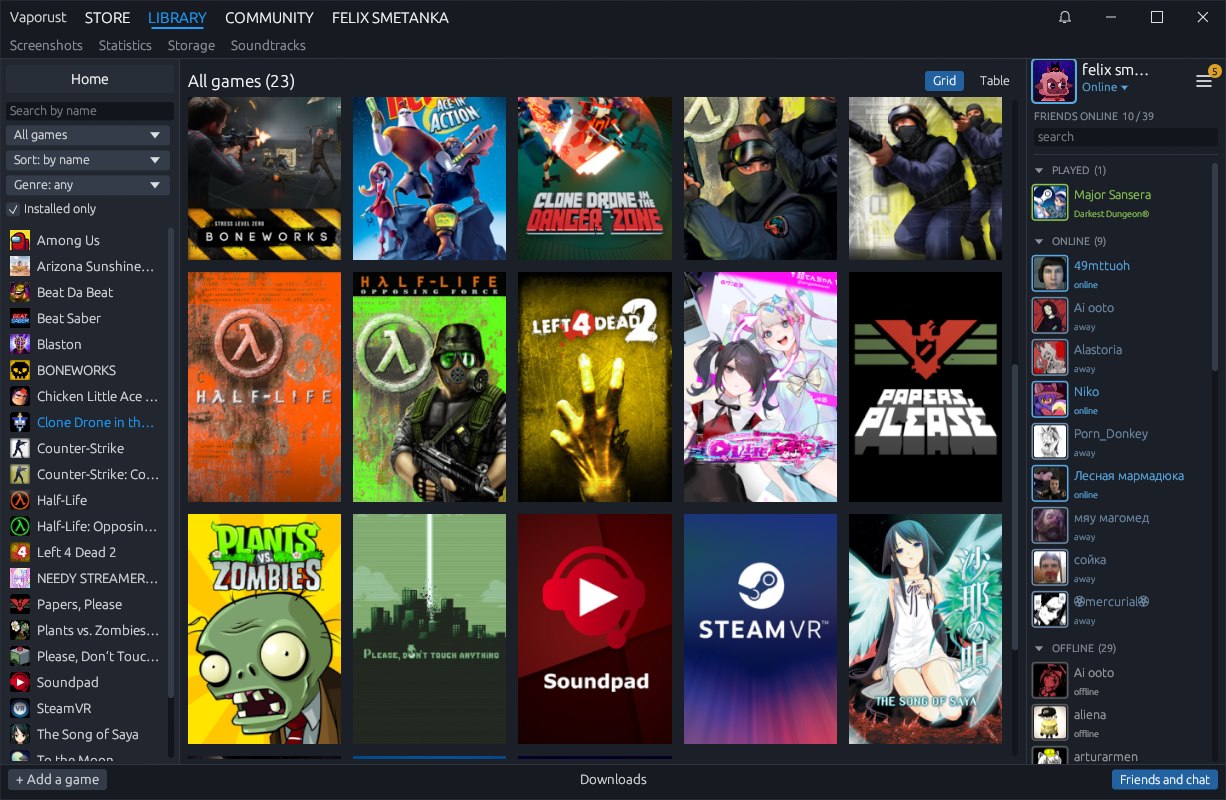 Vaporust STORE LIBRARY COMMUNITY FELIX SMETANKA
Screenshots Statistics Storage Soundtracks
Home
Search by name
All games
Sort: by name
Genre: any
Installed only
Among Us
Arizona Sunshine...
Beat Da Beat
Beat Saber
Blaston
BONEWORKS
Chicken Little Ace ...
Clone Drone in th...
Counter-Strike
Counter-Strike: Co...
Half-Life
Half-Life: Opposin...
Left 4 Dead 2
NEEDY STREAMER...
Papers, Please
Plants vs. Zombies...
Please, Don't Touc...
Soundpad
SteamVR
The Song of Saya
To the Moon
+ Add a game
All games (23)
Grid Table
STRESS LEVEL ZERO
BONEWORKS
ACE IN
ACTION
CLONE DRONE IN THE
DANGER ZONE
HALF-LIFE
HALF-LIFE
OPPOSING FORCE
LEFT 4 DEAD 2
PAPERS,
PLEASE
PLANTS
VS.
ZOMBIES
PLEASE, DON'T TOUCH ANYTHING
Soundpad
STEAM VR™
沙耶の唄
THE SONG OF SAYA
Downloads
felix sm...
Online
5
FRIENDS ONLINE 10 / 39
search
PLAYED (1)
Major Sansera
Darkest Dungeon®
ONLINE (9)
49mttuoh
online
Ai ooto
away
Alastoria
away
Niko
online
Porn_Donkey
away
Лесная мармадюка
online
мяу магомед
away
сойка
away
mercurial
away
OFFLINE (29)
Ai ooto
offline
aliena
offline
arturarmen
Friends and chat